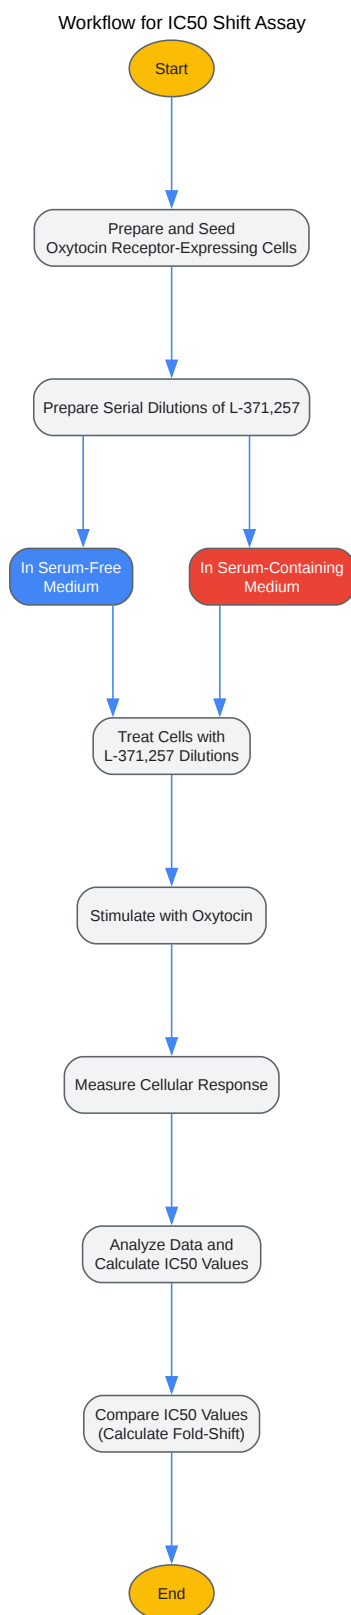 Workflow for IC50 Shift Assay
Start
Prepare and Seed
Oxytocin Receptor-Expressing Cells
Prepare Serial Dilutions of L-371,257
In Serum-Free
Medium
In Serum-Containing
Medium
Treat Cells with
L-371,257 Dilutions
Stimulate with Oxytocin
Measure Cellular Response
Analyze Data and
Calculate IC50 Values
Compare IC50 Values
(Calculate Fold-Shift)
End